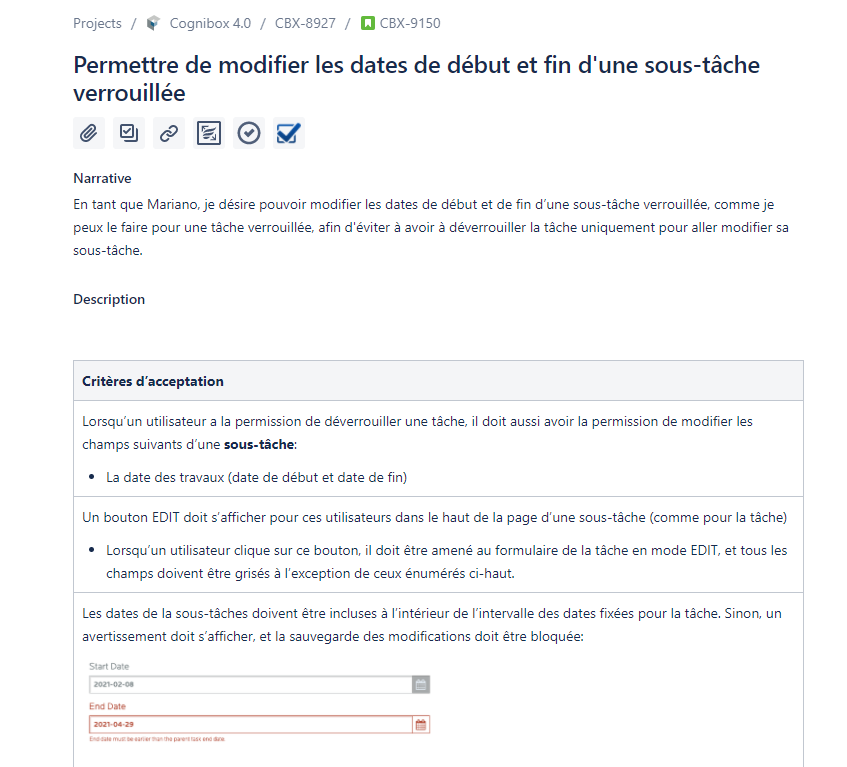 Projects / Cognibox 4.0 / CBX-8927 / CBX-9150
Permettre de modifier les dates de début et fin d'une sous-tâche
verrouillée
Narrative
En tant que Mariano, je désire pouvoir modifier les dates de début et de fin d’une sous-tâche verrouillée, comme je
peux le faire pour une tâche verrouillée, afin d'éviter à avoir à déverrouiller la tâche uniquement pour aller modifier sa
sous-tâche.
Description
Critères d’acceptation
Lorsqu’un utilisateur a la permission de déverrouiller une tâche, il doit aussi avoir la permission de modifier les
champs suivants d’une sous-tâche:
• La date des travaux (date de début et date de fin)
Un bouton EDIT doit s’afficher pour ces utilisateurs dans le haut de la page d’une sous-tâche (comme pour la tâche)
• Lorsqu’un utilisateur clique sur ce bouton, il doit être amené au formulaire de la tâche en mode EDIT, et tous les
champs doivent être grisés à l’exception de ceux énumérés ci-haut.
Les dates de la sous-tâches doivent être incluses à l’intérieur de l’intervalle des dates fixées pour la tâche. Sinon, un
avertissement doit s’afficher, et la sauvegarde des modifications doit être bloquée:
Start Date
2021-02-08
End Date
2021-04-29
End date must be earlier than the parent task end date.